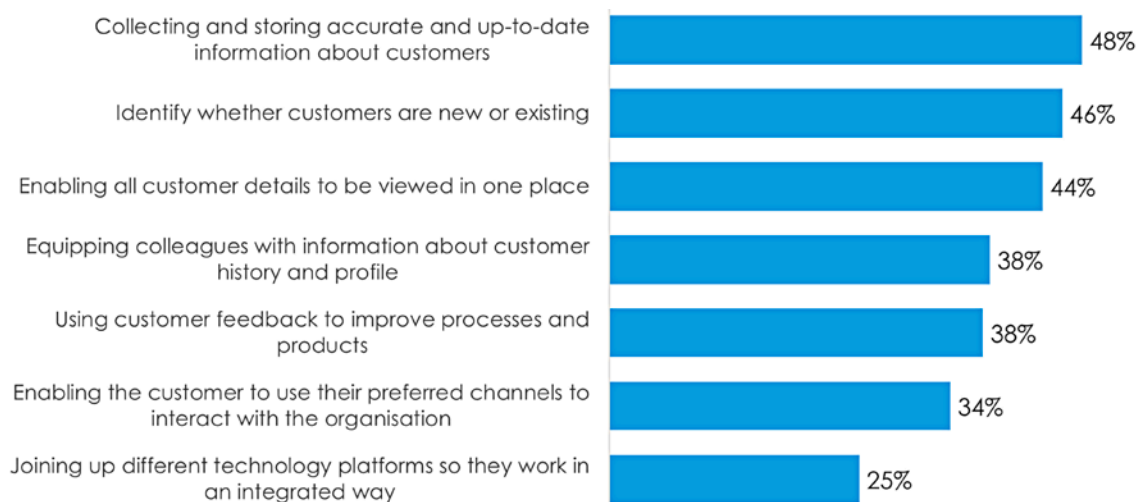 Collecting and storing accurate and up-to-date
information about customers
48%
Identify whether customers are new or existing
46%
Enabling all customer details to be viewed in one place
44%
Equipping colleagues with information about customer
history and profile
38%
Using customer feedback to improve processes and
products
38%
Enabling the customer to use their preferred channels to
interact with the organisation
34%
Joining up different technology platforms so they work in
an integrated way
25%